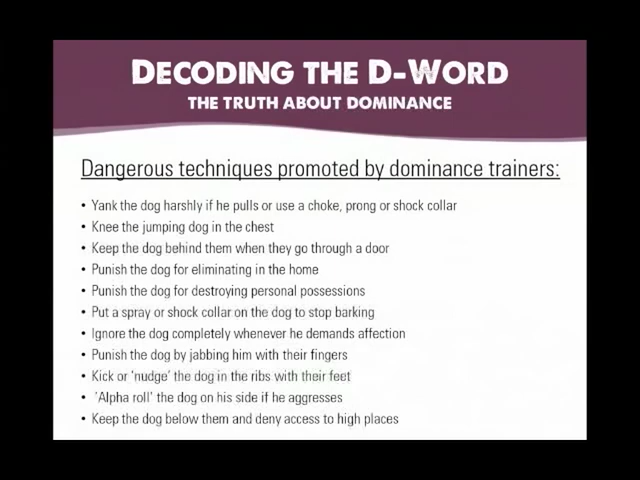 DECODING THE D-WORD
THE TRUTH ABOUT DOMINANCE
Dangerous techniques promoted by dominance trainers:
• Yank the dog harshly if he pulls or use a choke, prong or shock collar
• Knee the jumping dog in the chest
• Keep the dog behind them when they go through a door
• Punish the dog for eliminating in the home
• Punish the dog for destroying personal possessions
• Put a spray or shock collar on the dog to stop barking
• Ignore the dog completely whenever he demands affection
• Punish the dog by jabbing him with their fingers
• Kick or ‘nudge’ the dog in the ribs with their feet
• ‘Alpha roll’ the dog on his side if he aggresses
• Keep the dog below them and deny access to high places